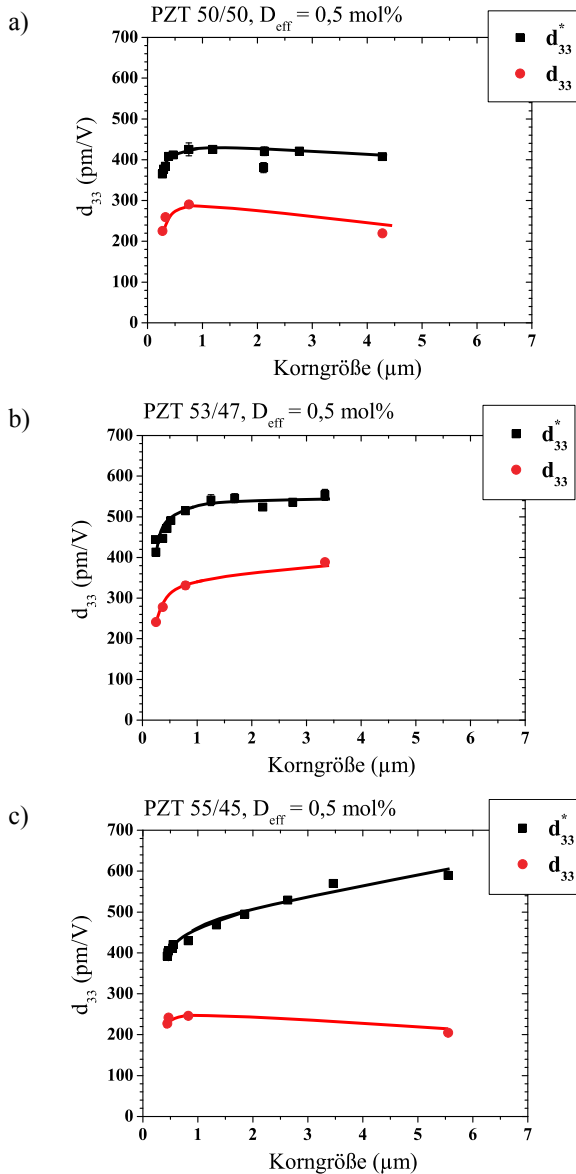 a)
PZT 50/50, D_eff = 0,5 mol%
d*_33
d_33
700
600
500
400
300
200
100
0
d_33 (pm/V)
0 1 2 3 4 5 6 7
Korngröße (µm)
b)
PZT 53/47, D_eff = 0,5 mol%
d*_33
d_33
700
600
500
400
300
200
100
0
d_33 (pm/V)
0 1 2 3 4 5 6 7
Korngröße (µm)
c)
PZT 55/45, D_eff = 0,5 mol%
d*_33
d_33
700
600
500
400
300
200
100
0
d_33 (pm/V)
0 1 2 3 4 5 6 7
Korngröße (µm)